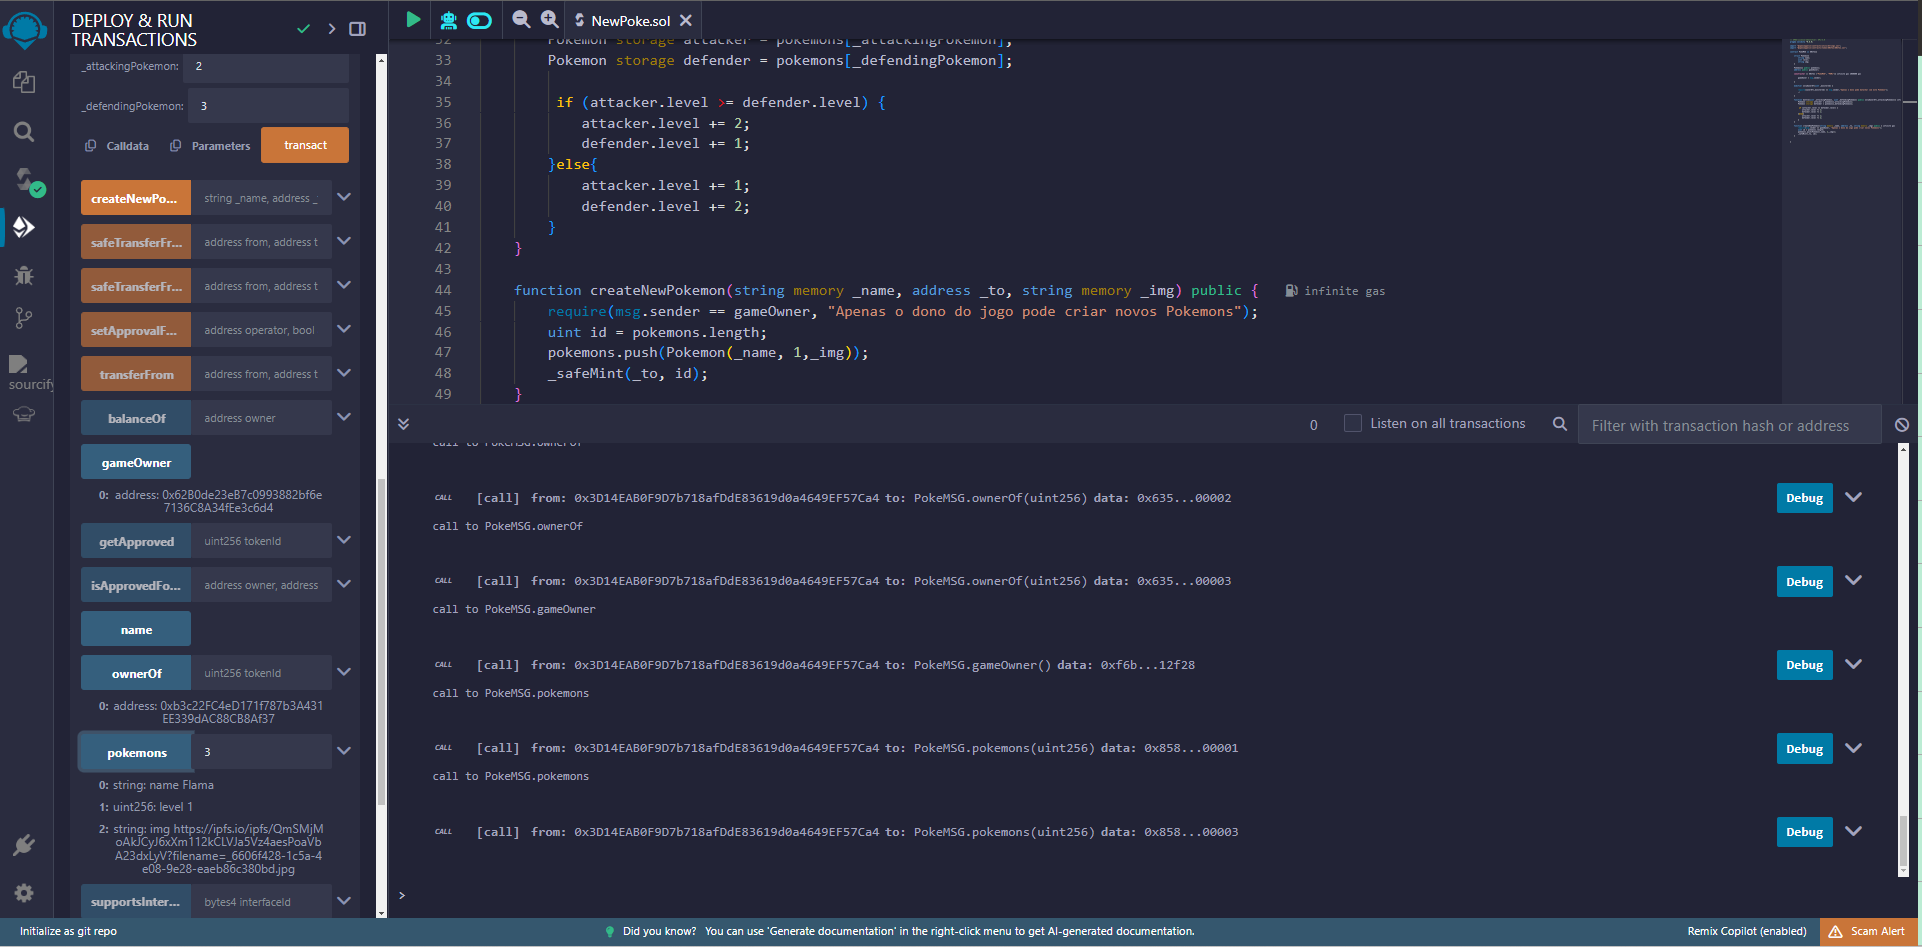 DEPLOY & RUN
TRANSACTIONS
_attackingPokemon: 2
_defendingPokemon: 3
Calldata Parameters transact
createNewPo... string _name, address _
safeTransferFr... address from, address t
safeTransferFr... address from, address t
setApprovalF... address operator, bool
transferFrom address from, address t
balanceOf address owner
gameOwner
0: address: 0x62B0de23eB7c0993882bf6e
7136C8A34fEe3c6d4
getApproved uint256 tokenId
isApprovedFo... address owner, address
name
ownerOf uint256 tokenId
0: address: 0xb3c22FC4eD171f787b3A431
EE339dAC88CB8Af37
pokemons 3
0: string: name Flama
1: uint256: level 1
2: string: img https://ipfs.io/ipfs/QmSMjM
oAkJCyJ6xXm112kCLVJa5Vz4aesPoaVb
A23dxLyV?filename=_6606f428-1c5a-4
e08-9e28-eaeb86c380bd.jpg
supportsInter... bytes4 interfaceId
sourcify
NewPoke.sol
32 Pokemon storage attacker = pokemons[_attackingPokemon];
33 Pokemon storage defender = pokemons[_defendingPokemon];
34
35 if (attacker.level >= defender.level) {
36 attacker.level += 2;
37 defender.level += 1;
38 }else{
39 attacker.level += 1;
40 defender.level += 2;
41 }
42 }
43
44 function createNewPokemon(string memory _name, address _to, string memory _img) public { infinite gas
45 require(msg.sender == gameOwner, "Apenas o dono do jogo pode criar novos Pokemons");
46 uint id = pokemons.length;
47 pokemons.push(Pokemon(_name, 1,_img));
48 _safeMint(_to, id);
49 }
0 Listen on all transactions Filter with transaction hash or address
call to PokeMSG.ownerOf
CALL [call] from: 0x3D14EAB0F9D7b718afDdE83619d0a4649EF57Ca4 to: PokeMSG.ownerOf(uint256) data: 0x635...00002 Debug
call to PokeMSG.ownerOf
CALL [call] from: 0x3D14EAB0F9D7b718afDdE83619d0a4649EF57Ca4 to: PokeMSG.ownerOf(uint256) data: 0x635...00003 Debug
call to PokeMSG.gameOwner
CALL [call] from: 0x3D14EAB0F9D7b718afDdE83619d0a4649EF57Ca4 to: PokeMSG.gameOwner() data: 0xf6b...12f28 Debug
call to PokeMSG.pokemons
CALL [call] from: 0x3D14EAB0F9D7b718afDdE83619d0a4649EF57Ca4 to: PokeMSG.pokemons(uint256) data: 0x858...00001 Debug
call to PokeMSG.pokemons
CALL [call] from: 0x3D14EAB0F9D7b718afDdE83619d0a4649EF57Ca4 to: PokeMSG.pokemons(uint256) data: 0x858...00003 Debug
>
Initialize as git repo
Did you know? You can use 'Generate documentation' in the right-click menu to get AI-generated documentation.
Remix Copilot (enabled) Scam Alert